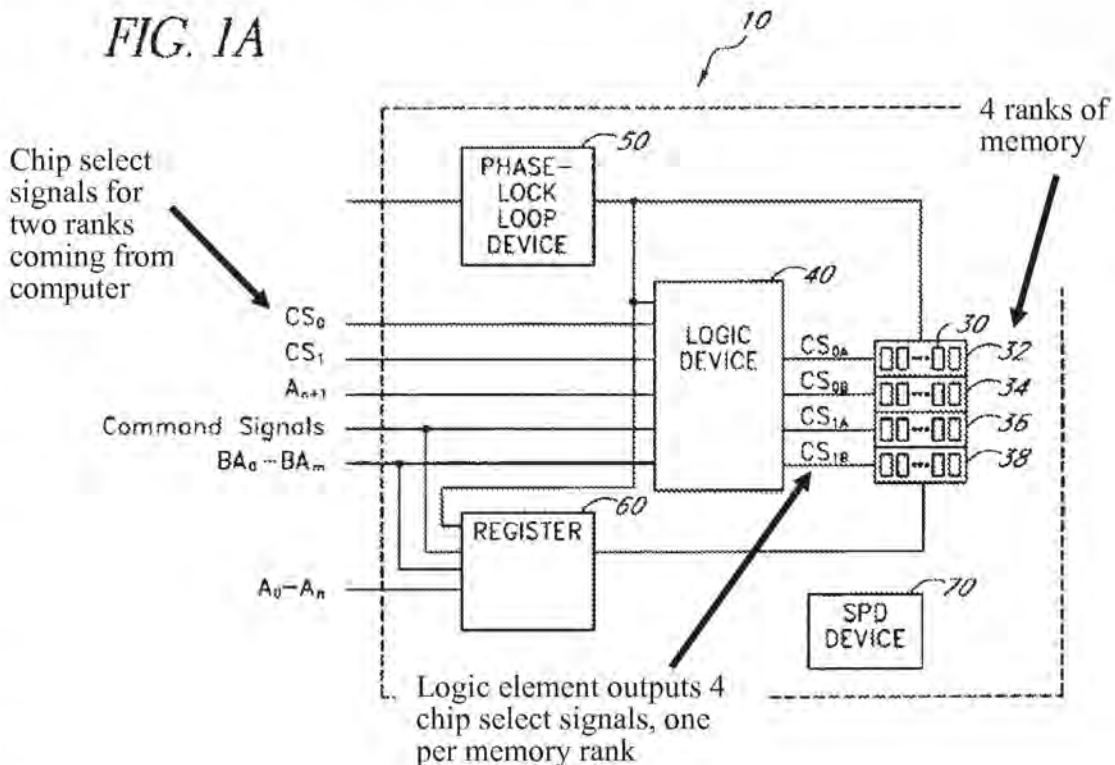 FIG. 1A
10
4 ranks of
memory
Chip select
signals for
two ranks
coming from
computer
50
PHASE-
LOCK
LOOP
DEVICE
40
LOGIC
DEVICE
CS₀
CS₁
Aₙ₊₁
Command Signals
BA₀-BAₘ
A₀-Aₙ
CS₀A
CS₀B
CS₁A
CS₁B
30
32
34
36
38
60
REGISTER
70
SPD
DEVICE
Logic element outputs 4
chip select signals, one
per memory rank